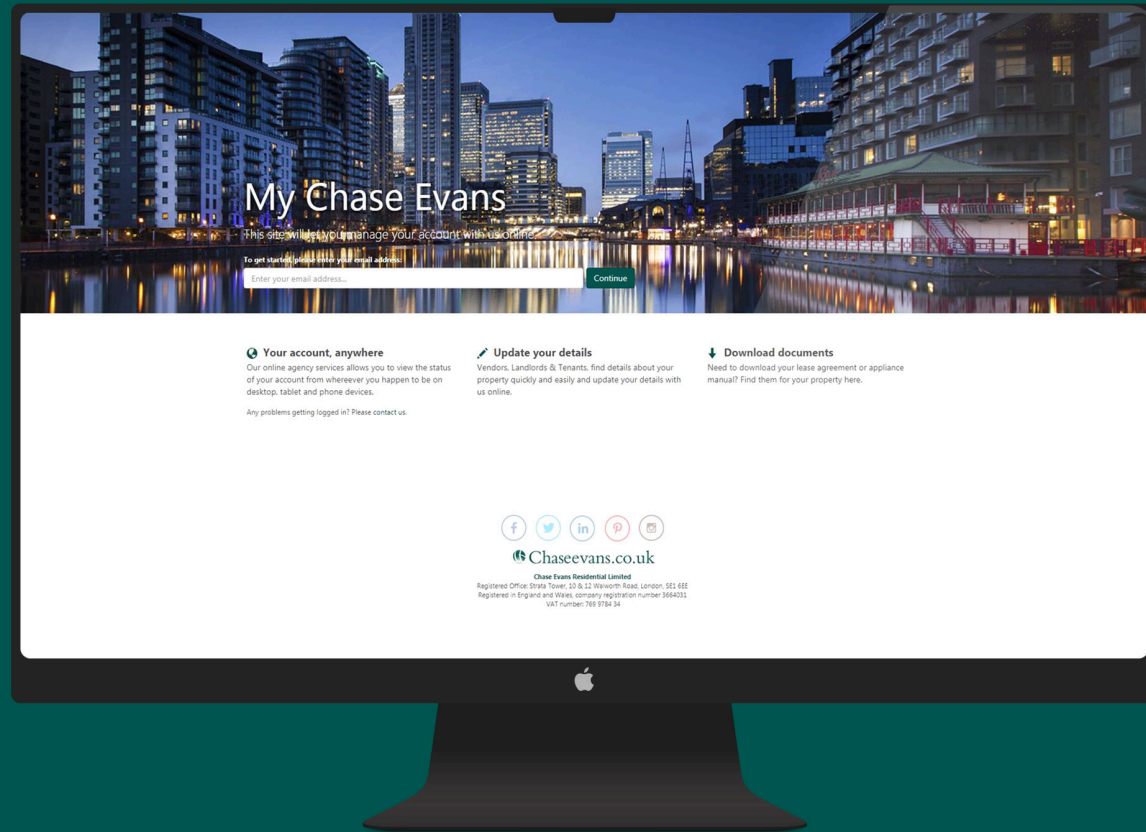 My Chase Evans
This site will let you manage your account with us online.
To get started, please enter your email address:
Enter your email address...
Continue
Your account, anywhere
Our online agency services allows you to view the status
of your account from whereever you happen to be on
desktop, tablet and phone devices.
Any problems getting logged in? Please contact us.
Update your details
Vendors, Landlords & Tenants, find details about your
property quickly and easily and update your details with
us online.
Download documents
Need to download your lease agreement or appliance
manual? Find them for your property here.
Chaseevans.co.uk
Chase Evans Residential Limited
Registered Office: Strata Tower, 10 & 12 Walworth Road, London, SE1 6EE
Registered in England and Wales, company registration number 3664031
VAT number: 769 9784 34